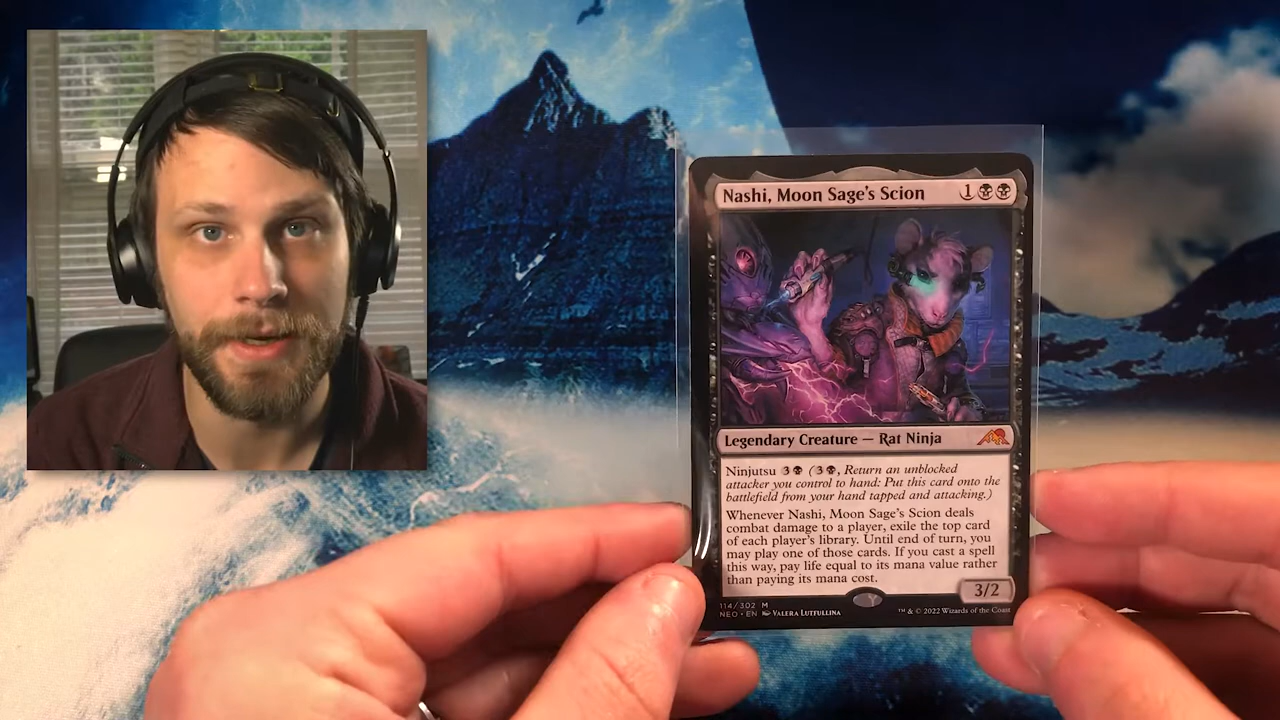 Nashi, Moon Sage's Scion 1
Legendary Creature — Rat Ninja
Ninjutsu 3 (3, Return an unblocked
attacker you control to hand: Put this card onto the
battlefield from your hand tapped and attacking.)
Whenever Nashi, Moon Sage's Scion deals
combat damage to a player, exile the top card
of each player's library. Until end of turn, you
may play one of those cards. If you cast a spell
this way, pay life equal to its mana value rather
than paying its mana cost.
3/2
114/302 M
NEO • EN Valera Lutfullina
™ & © 2022 Wizards of the Coast